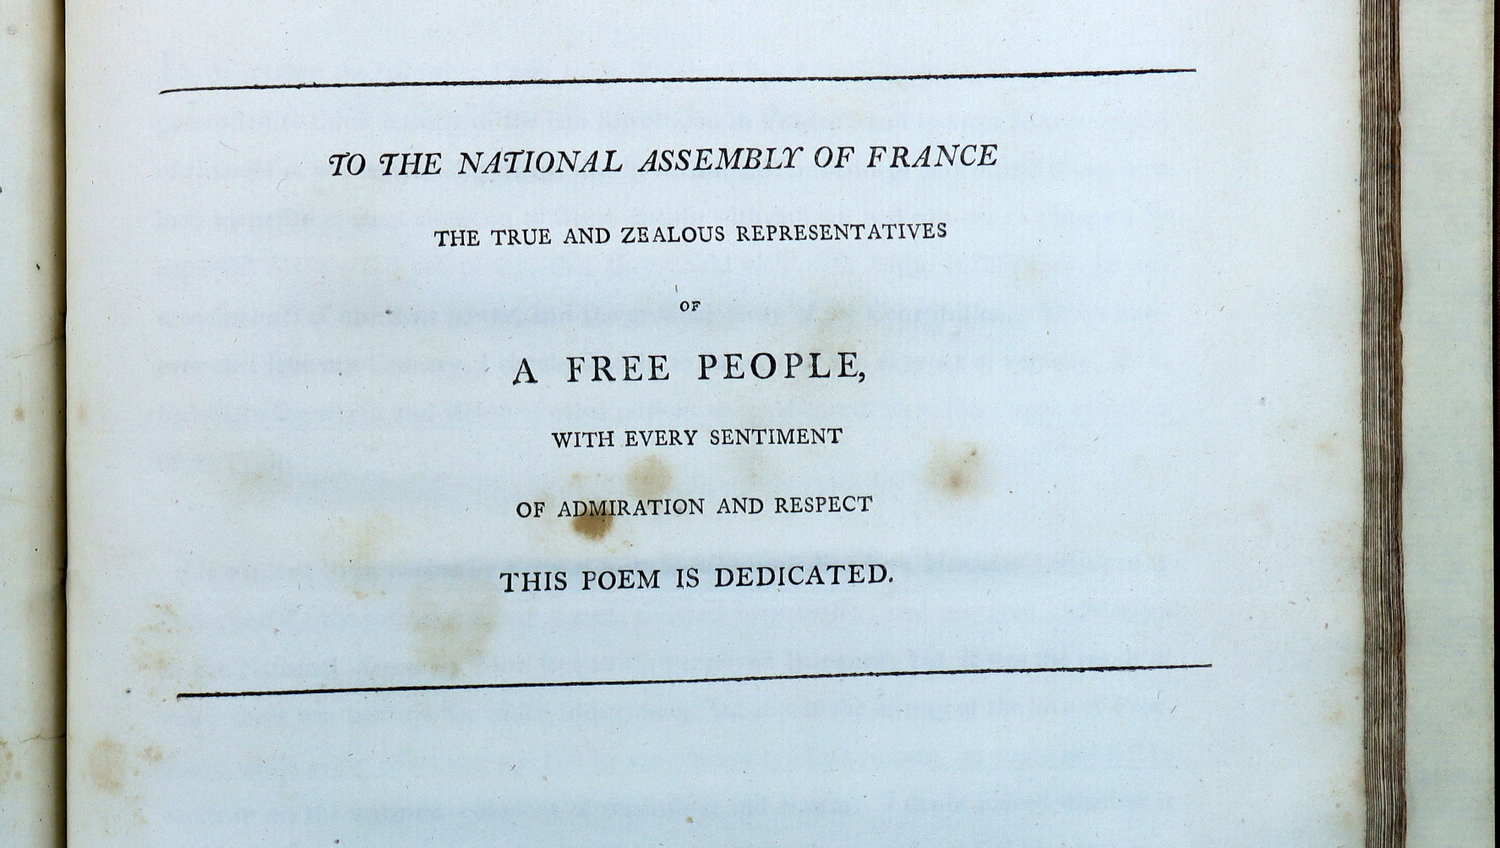 TO THE NATIONAL ASSEMBLY OF FRANCE
THE TRUE AND ZEALOUS REPRESENTATIVES
OF
A FREE PEOPLE,
WITH EVERY SENTIMENT
OF ADMIRATION AND RESPECT
THIS POEM IS DEDICATED.